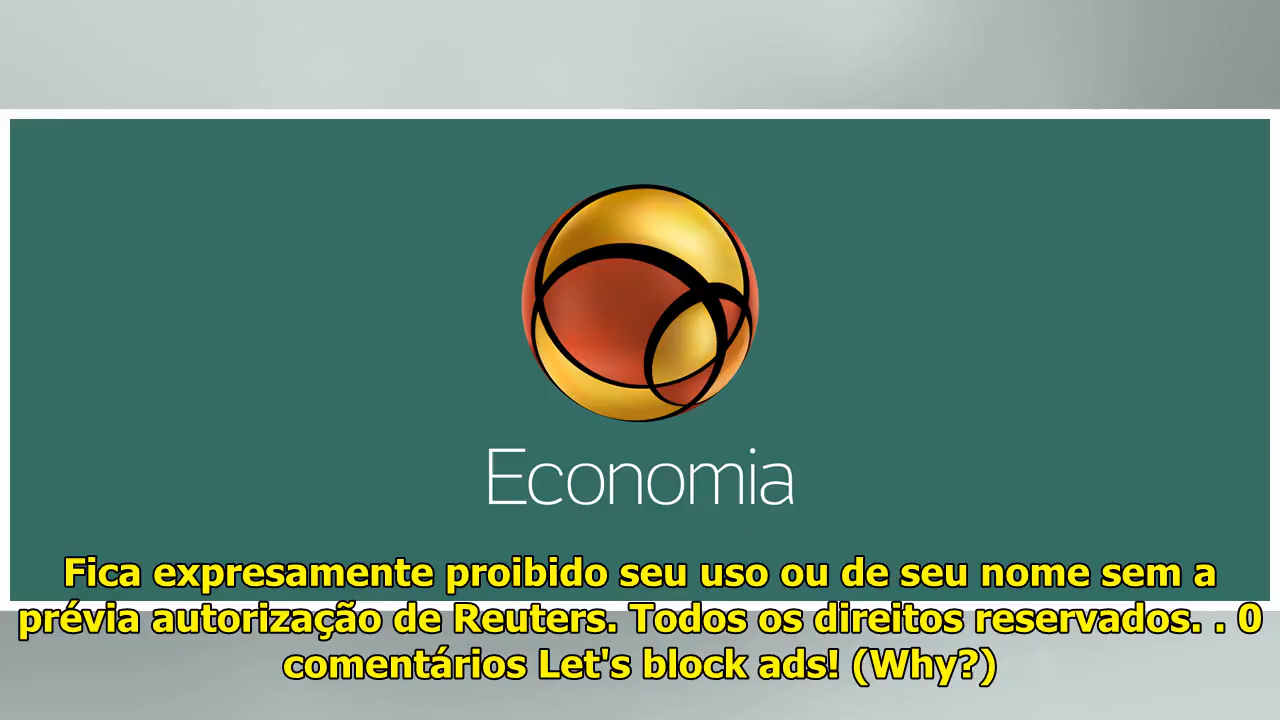 Economia
Fica expresamente proibido seu uso ou de seu nome sem a
prévia autorização de Reuters. Todos os direitos reservados. . 0
comentários Let's block ads! (Why?)